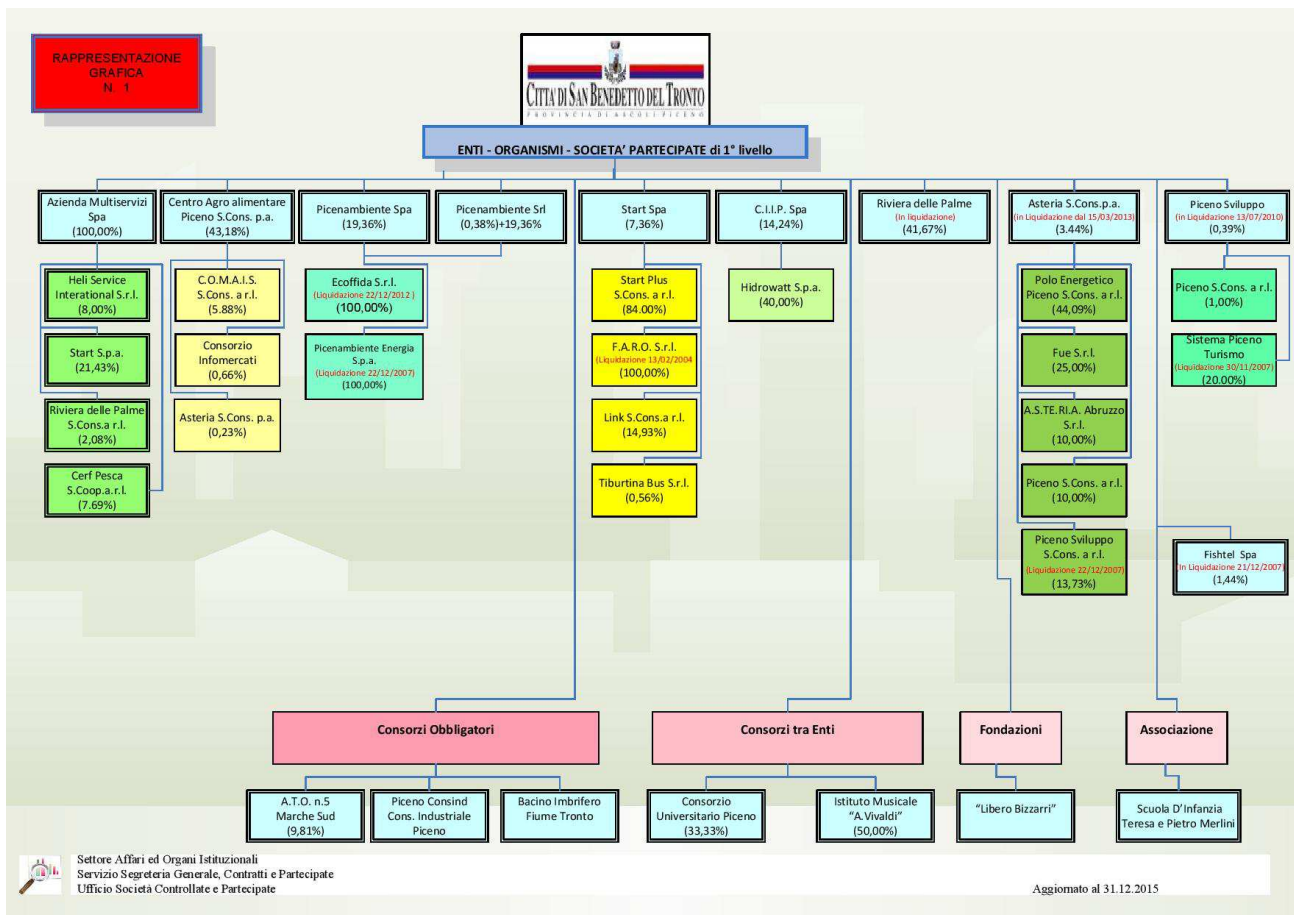 RAPPRESENTAZIONE
GRAFICA
N. 1
CITTA' DI SAN BENEDETTO DEL TRONTO
PROVINCIA DI ASCOLI PICENO
ENTI - ORGANISMI - SOCIETA' PARTECIPATE di 1° livello
Azienda Multiservizi
Spa
(100,00%)
Centro Agro alimentare
Piceno S.Cons. p.a.
(43,18%)
Picenambiente Spa
(19,36%)
Picenambiente Srl
(0,38%)+19,36%
Start Spa
(7,36%)
C.I.I.P. Spa
(14,24%)
Riviera delle Palme
(In liquidazione)
(41,67%)
Asteria S.Cons.p.a.
(in Liquidazione dal 15/03/2013)
(3.44%)
Piceno Sviluppo
(in Liquidazione 13/07/2010)
(0,39%)
Heli Service
Interational S.r.l.
(8,00%)
Start S.p.a.
(21,43%)
Riviera delle Palme
S.Cons.a r.l.
(2,08%)
Cerf Pesca
S.Coop.a.r.l.
(7.69%)
C.O.M.A.I.S.
S.Cons. a r.l.
(5.88%)
Consorzio
Infomercati
(0,66%)
Asteria S.Cons. p.a.
(0,23%)
Ecoffida S.r.l.
(Liquidazione 22/12/2012 )
(100,00%)
Picenambiente Energia
S.p.a.
(Liquidazione 22/12/2007)
(100,00%)
Start Plus
S.Cons. a r.l.
(84.00%)
F.A.R.O. S.r.l.
(Liquidazione 13/02/2004
(100,00%)
Link S.Cons.a r.l.
(14,93%)
Tiburtina Bus S.r.l.
(0,56%)
Hidrowatt S.p.a.
(40,00%)
Polo Energetico
Piceno S.Cons. a r.l.
(44,09%)
Fue S.r.l.
(25,00%)
A.S.TE.RI.A. Abruzzo
S.r.l.
(10,00%)
Piceno S.Cons. a r.l.
(10,00%)
Piceno Sviluppo
S.Cons. a r.l.
(Liquidazione 22/12/2007)
(13,73%)
Piceno S.Cons. a r.l.
(1,00%)
Sistema Piceno
Turismo
(Liquidazione 30/11/2007)
(20.00%)
Fishtel Spa
(In Liquidazione 21/12/2007)
(1,44%)
Consorzi Obbligatori
Consorzi tra Enti
Fondazioni
Associazione
A.T.O. n.5
Marche Sud
(9,81%)
Piceno Consind
Cons. Industriale
Piceno
Bacino Imbrifero
Fiume Tronto
Consorzio
Universitario Piceno
(33,33%)
Istituto Musicale
“A.Vivaldi”
(50,00%)
“Libero Bizzarri”
Scuola D’Infanzia
Teresa e Pietro Merlini
Settore Affari ed Organi Istituzionali
Servizio Segreteria Generale, Contratti e Partecipate
Ufficio Società Controllate e Partecipate
Aggiornato al 31.12.2015